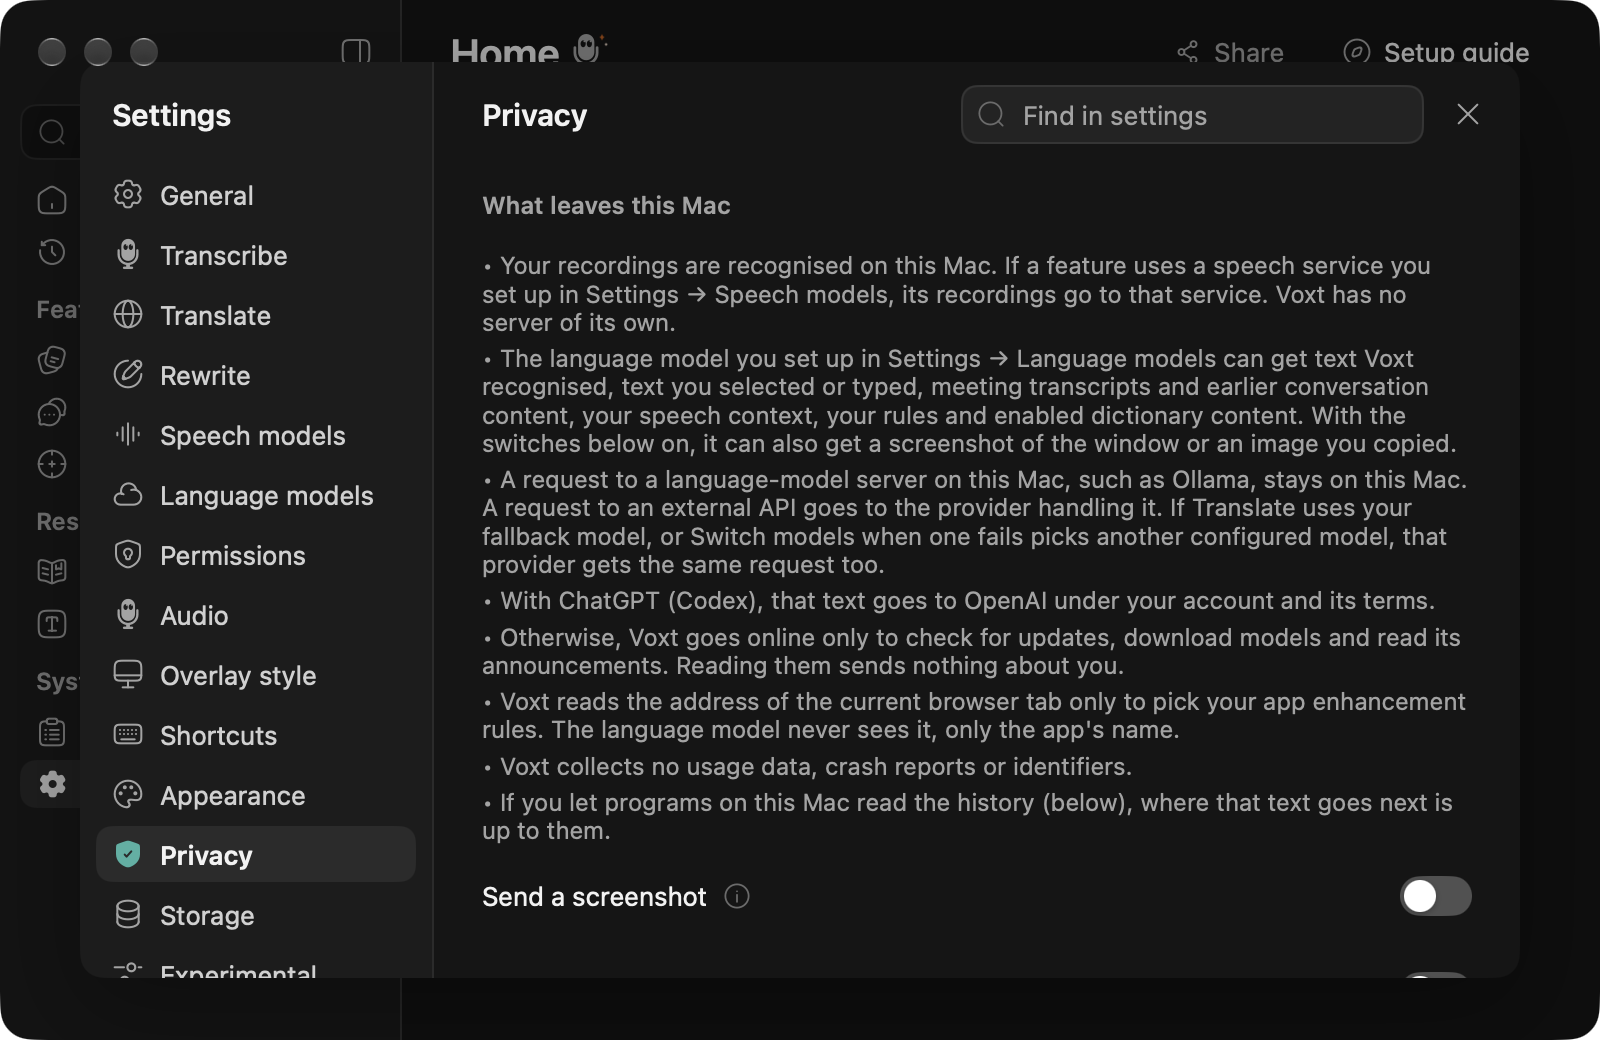 Home
Share
Setup guide
Settings
Privacy
Find in settings
General
Transcribe
Translate
Rewrite
Speech models
Language models
Permissions
Audio
Overlay style
Shortcuts
Appearance
Privacy
Storage
Experimental
Fea
Res
Sys
What leaves this Mac
• Your recordings are recognised on this Mac. If a feature uses a speech service you
set up in Settings → Speech models, its recordings go to that service. Voxt has no
server of its own.
• The language model you set up in Settings → Language models can get text Voxt
recognised, text you selected or typed, meeting transcripts and earlier conversation
content, your speech context, your rules and enabled dictionary content. With the
switches below on, it can also get a screenshot of the window or an image you copied.
• A request to a language-model server on this Mac, such as Ollama, stays on this Mac.
A request to an external API goes to the provider handling it. If Translate uses your
fallback model, or Switch models when one fails picks another configured model, that
provider gets the same request too.
• With ChatGPT (Codex), that text goes to OpenAI under your account and its terms.
• Otherwise, Voxt goes online only to check for updates, download models and read its
announcements. Reading them sends nothing about you.
• Voxt reads the address of the current browser tab only to pick your app enhancement
rules. The language model never sees it, only the app's name.
• Voxt collects no usage data, crash reports or identifiers.
• If you let programs on this Mac read the history (below), where that text goes next is
up to them.
Send a screenshot